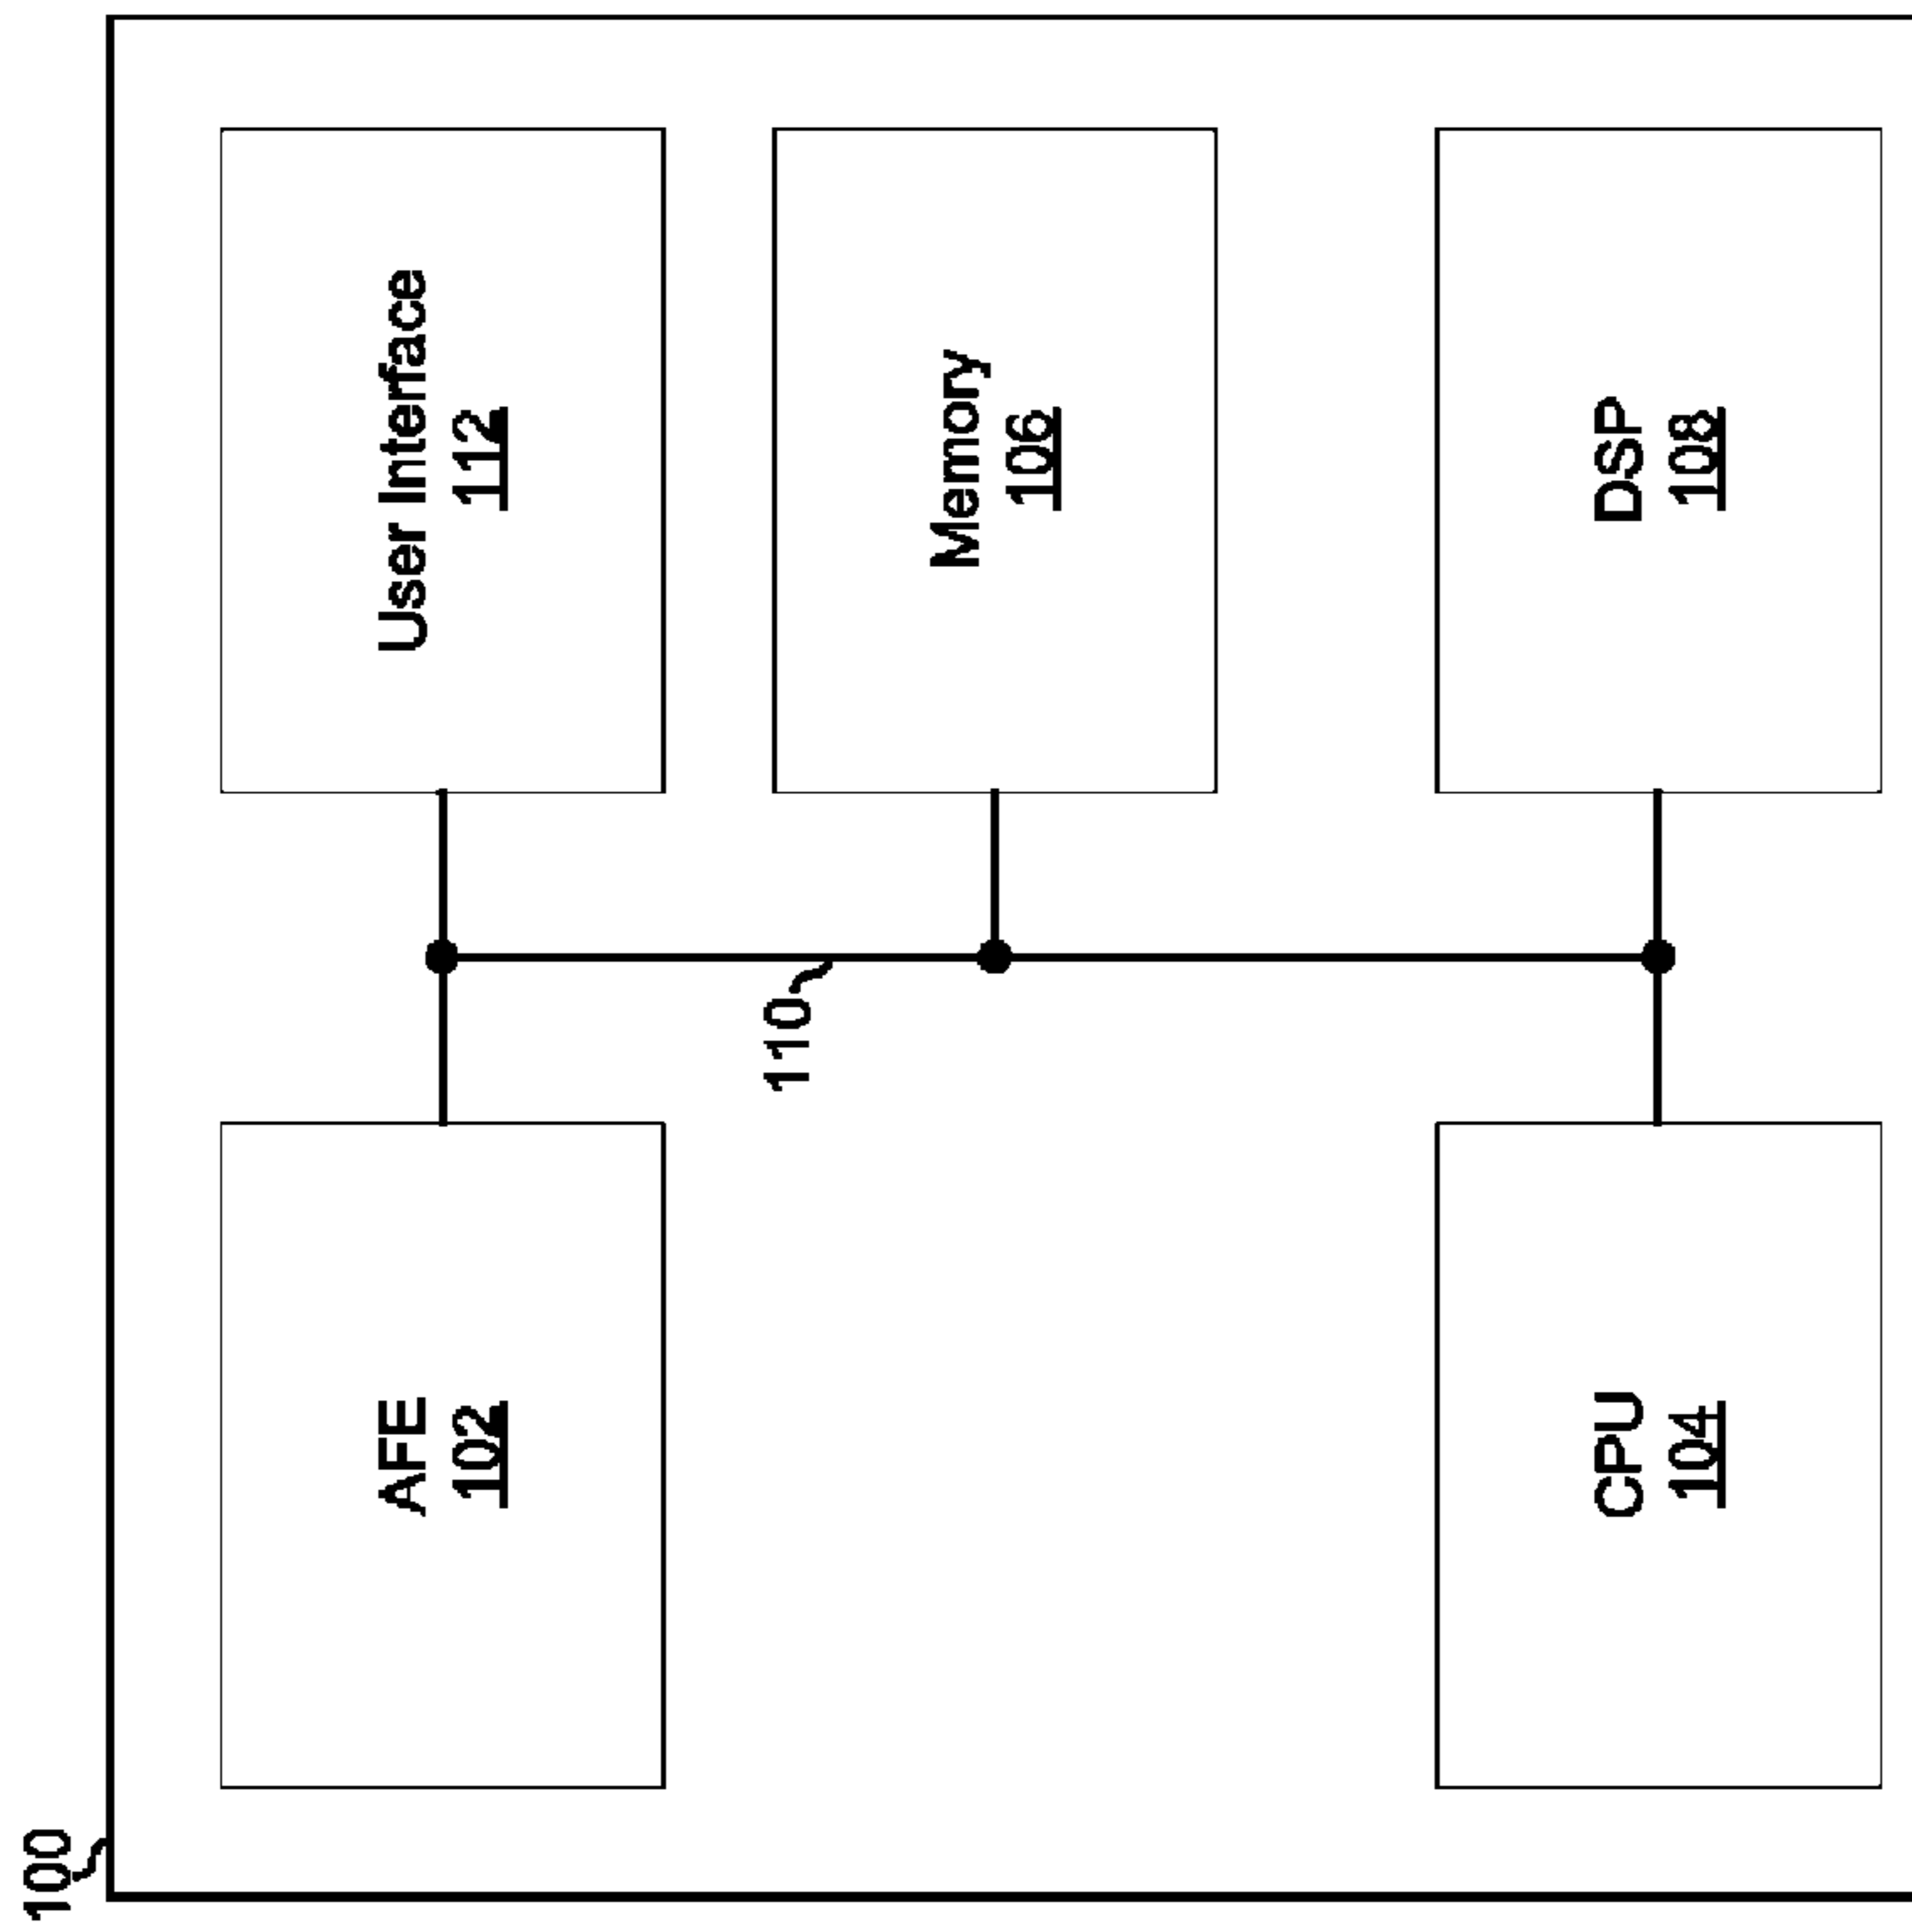 100
AFE
102
User Interface
112
110
Memory
106
CPU
104
DSP
108